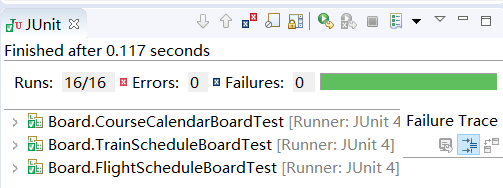 JUnit
Finished after 0.117 seconds
Runs: 16/16 Errors: 0 Failures: 0
Board.CourseCalendarBoardTest [Runner: JUnit 4
Failure Trace
Board.TrainScheduleBoardTest [Runner: JUnit 4]
Board.FlightScheduleBoardTest [Runner: JUnit 4]